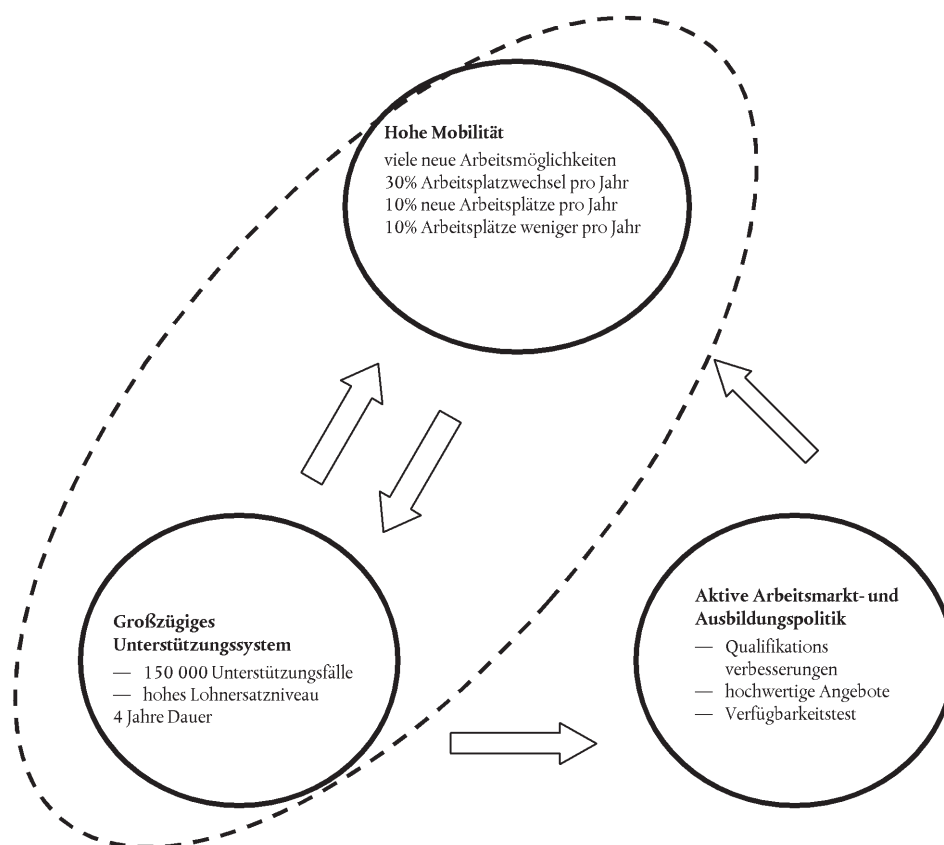 Hohe Mobilität
viele neue Arbeitsmöglichkeiten
30% Arbeitsplatzwechsel pro Jahr
10% neue Arbeitsplätze pro Jahr
10% Arbeitsplätze weniger pro Jahr
Großzügiges
Unterstützungssystem
— 150 000 Unterstützungsfälle
— hohes Lohnersatzniveau
4 Jahre Dauer
Aktive Arbeitsmarkt- und
Ausbildungspolitik
— Qualifikations
verbesserungen
— hochwertige Angebote
— Verfügbarkeitstest